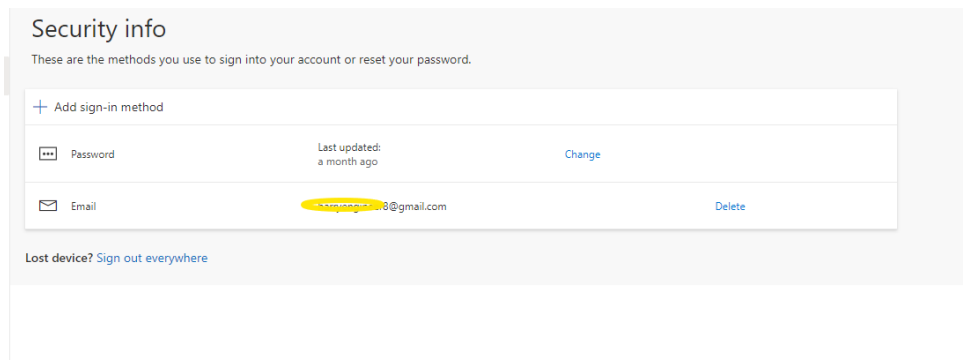 Security info
These are the methods you use to sign into your account or reset your password.
Add sign-in method
Password
Last updated:
a month ago
Change
Email
8@gmail.com
Delete
Lost device? Sign out everywhere